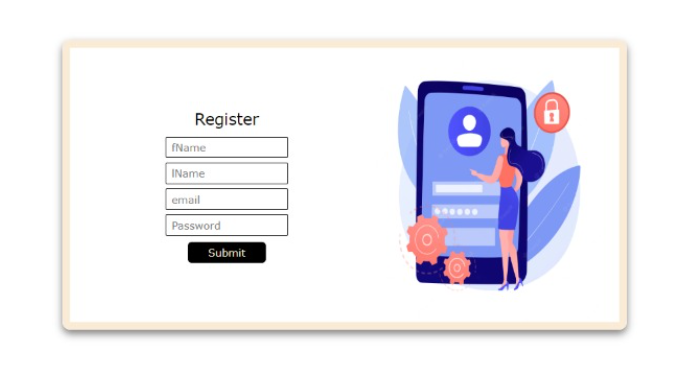 Register
fName
lName
email
Password
Submit